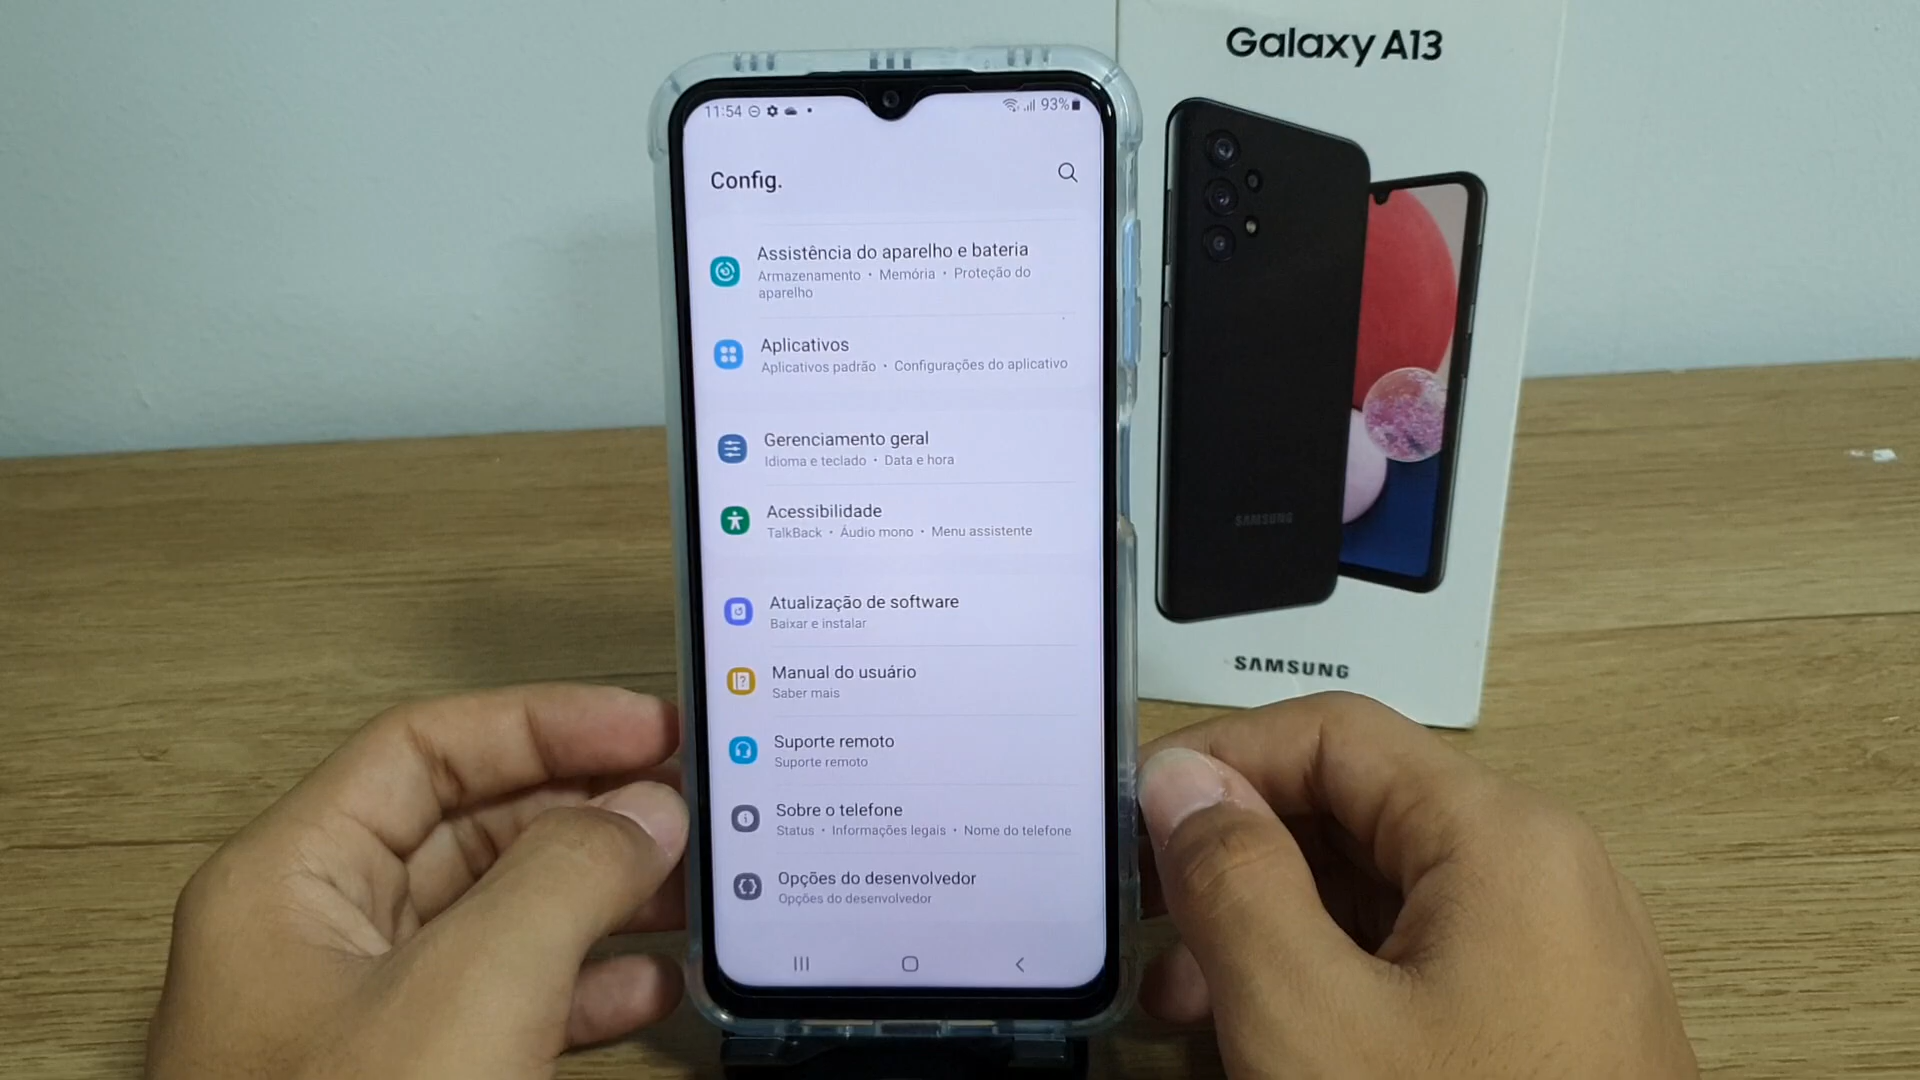 Galaxy A13
11:54
93%
Config.
Assistência do aparelho e bateria
Armazenamento • Memória • Proteção do
aparelho
Aplicativos
Aplicativos padrão • Configurações do aplicativo
Gerenciamento geral
Idioma e teclado • Data e hora
Acessibilidade
TalkBack • Áudio mono • Menu assistente
Atualização de software
Baixar e instalar
Manual do usuário
Saber mais
Suporte remoto
Suporte remoto
Sobre o telefone
Status • Informações legais • Nome do telefone
Opções do desenvolvedor
Opções do desenvolvedor
SAMSUNG
SAMSUNG